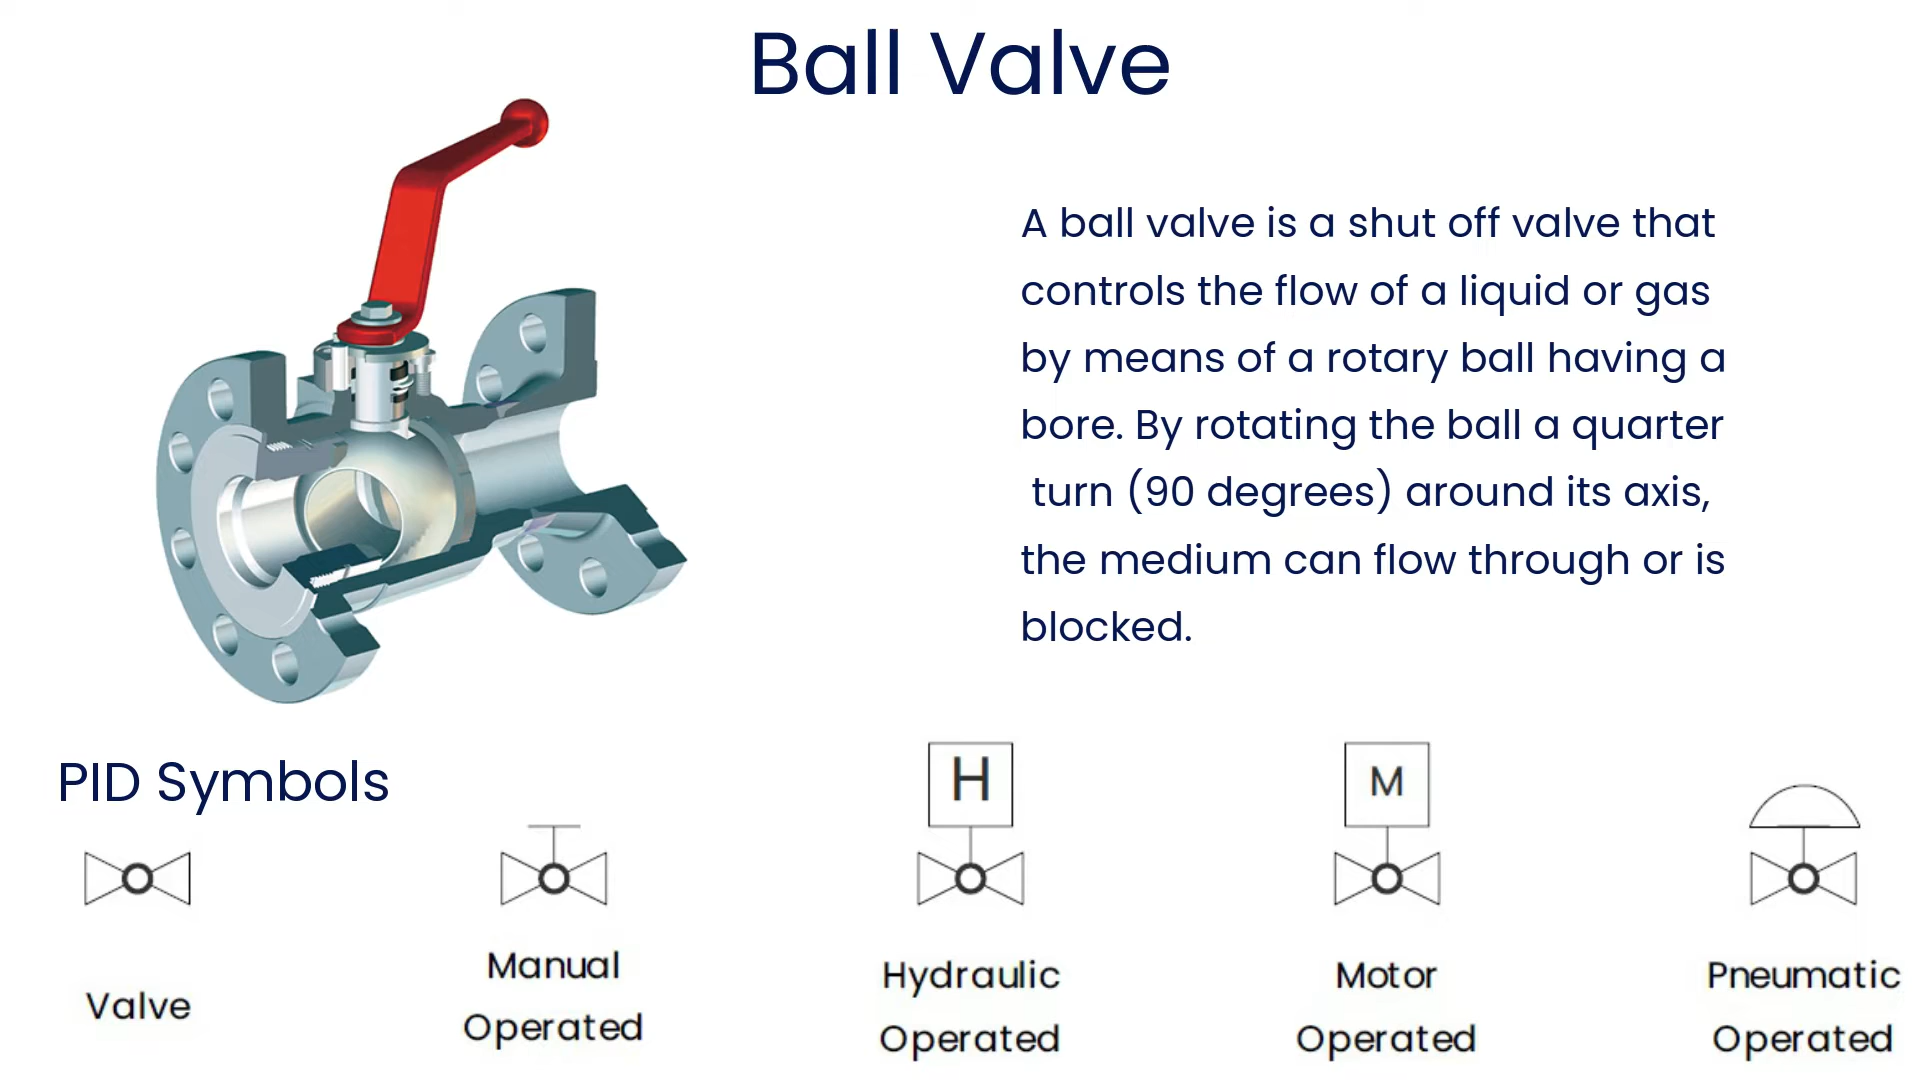 Ball Valve
A ball valve is a shut off valve that
controls the flow of a liquid or gas
by means of a rotary ball having a
bore. By rotating the ball a quarter
turn (90 degrees) around its axis,
the medium can flow through or is
blocked.
PID Symbols
H
M
Valve
Manual
Operated
Hydraulic
Operated
Motor
Operated
Pneumatic
Operated